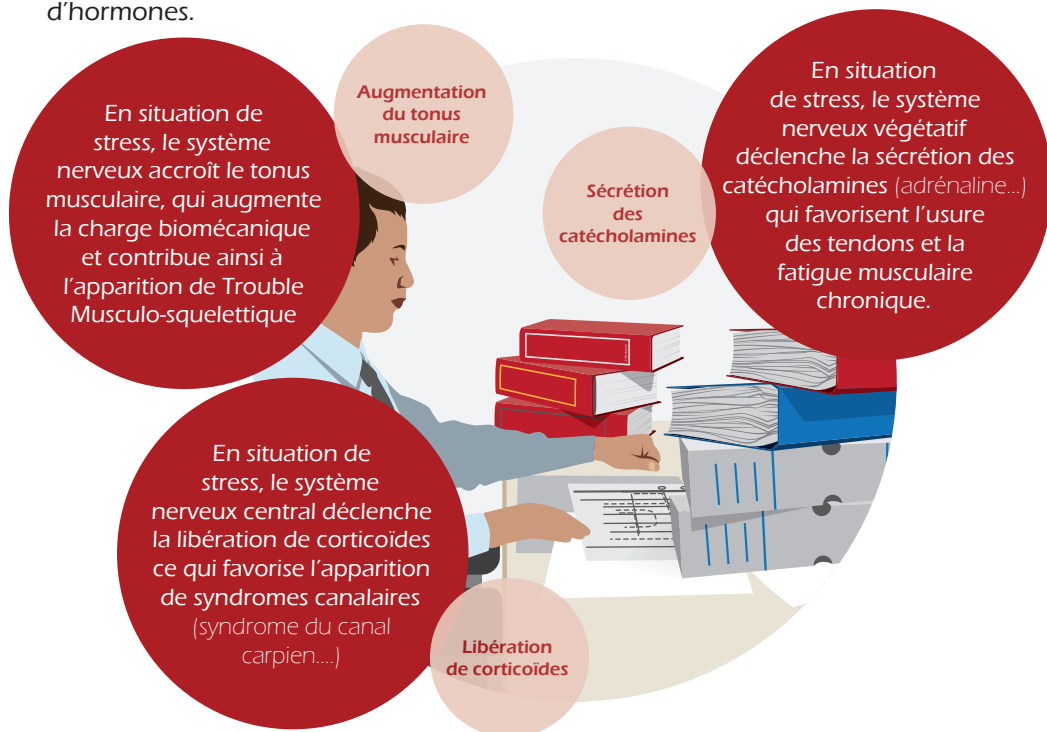 d’hormones.
En situation de
stress, le système
nerveux accroît le tonus
musculaire, qui augmente
la charge biomécanique
et contribue ainsi à
l’apparition de Trouble
Musculo-squelettique
Augmentation
du tonus
musculaire
Sécrétion
des
catécholamines
En situation
de stress, le système
nerveux végétatif
déclenche la sécrétion des
catécholamines (adrénaline...)
qui favorisent l’usure
des tendons et la
fatigue musculaire
chronique.
En situation de
stress, le système
nerveux central déclenche
la libération de corticoïdes
ce qui favorise l’apparition
de syndromes canalaires
(syndrome du canal
carpien....)
Libération
de corticoïdes